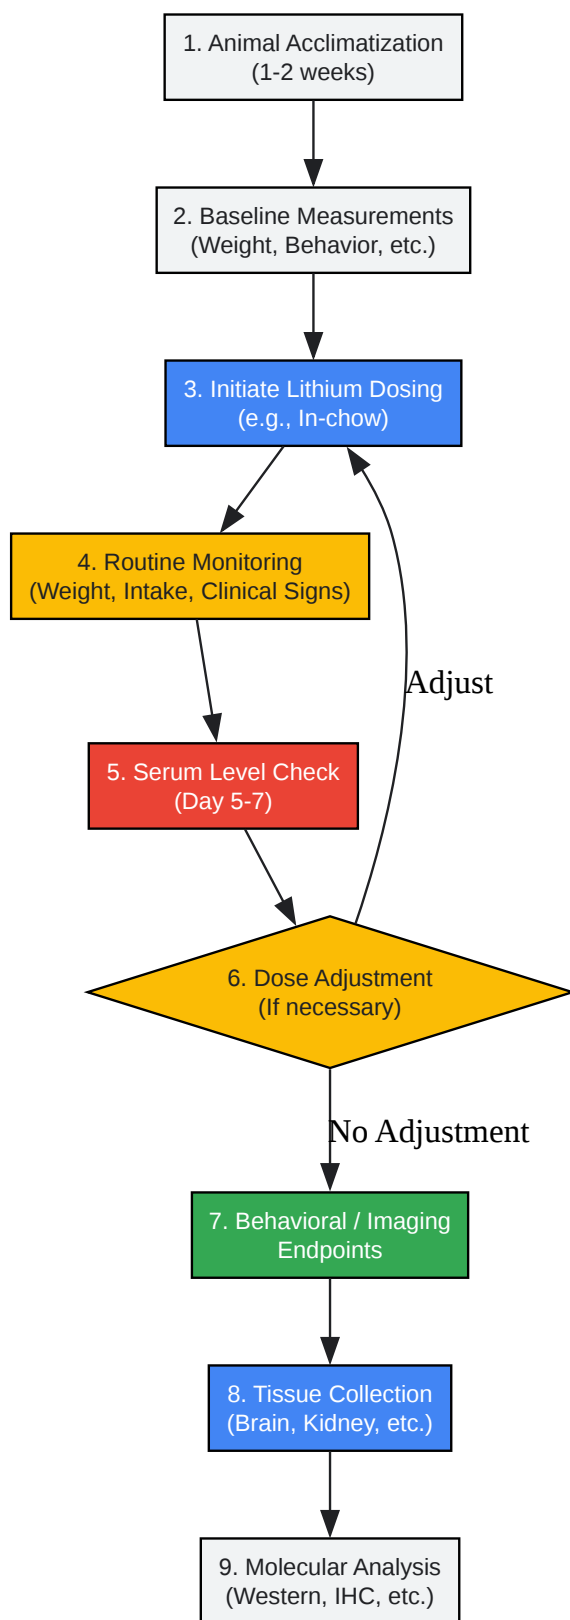 1. Animal Acclimatization
(1-2 weeks)
2. Baseline Measurements
(Weight, Behavior, etc.)
3. Initiate Lithium Dosing
(e.g., In-chow)
4. Routine Monitoring
(Weight, Intake, Clinical Signs)
Adjust
5. Serum Level Check
(Day 5-7)
6. Dose Adjustment
(If necessary)
No Adjustment
7. Behavioral / Imaging
Endpoints
8. Tissue Collection
(Brain, Kidney, etc.)
9. Molecular Analysis
(Western, IHC, etc.)